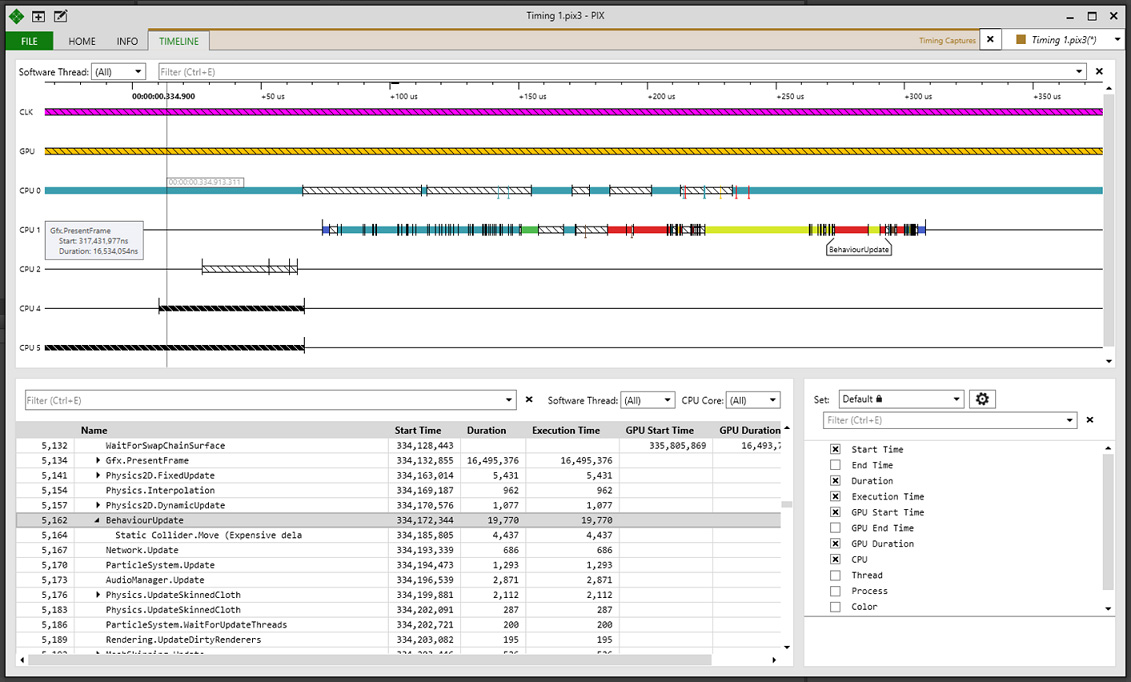 Timing 1.pix3 - PIX
FILE HOME INFO TIMELINE Timing Captures Timing 1.pix3(*)
Software Thread: (All) Filter (Ctrl+E)
00:00:00.334.900 +50 us +100 us +150 us +200 us +250 us +300 us +350 us
CLK
GPU
00:00:00.334,913.311
CPU 0
Gfx.PresentFrame
CPU 1
Start: 317,431,977ns
Duration: 16,534,054ns
BehaviourUpdate
CPU 2
CPU 4
CPU 5
Filter (Ctrl+E) Software Thread: (All) CPU Core: (All)
Name Start Time Duration Execution Time GPU Start Time GPU Duration
5,132 WaitForSwapChainSurface 334,128,443 335,805,869 16,493,7
5,134 Gfx.PresentFrame 334,132,855 16,495,376 16,495,376
5,141 Physics2D.FixedUpdate 334,163,014 5,431 5,431
5,154 Physics.Interpolation 334,169,187 962 962
5,157 Physics2D.DynamicUpdate 334,170,576 1,077 1,077
5,162 BehaviourUpdate 334,172,344 19,770 19,770
5,164 Static Collider.Move (Expensive dela 334,185,805 4,437 4,437
5,167 Network.Update 334,193,339 686 686
5,170 ParticleSystem.Update 334,194,473 1,293 1,293
5,173 AudioManager.Update 334,196,539 2,871 2,871
5,176 Physics.UpdateSkinnedCloth 334,199,881 2,112 2,112
5,183 Physics.UpdateSkinnedCloth 334,202,091 287 287
5,186 ParticleSystem.WaitForUpdateThreads 334,202,721 200 200
5,189 Rendering.UpdateDirtyRenderers 334,203,082 195 195
Set: Default
Filter (Ctrl+E)
Start Time
End Time
Duration
Execution Time
GPU Start Time
GPU End Time
GPU Duration
CPU
Thread
Process
Color